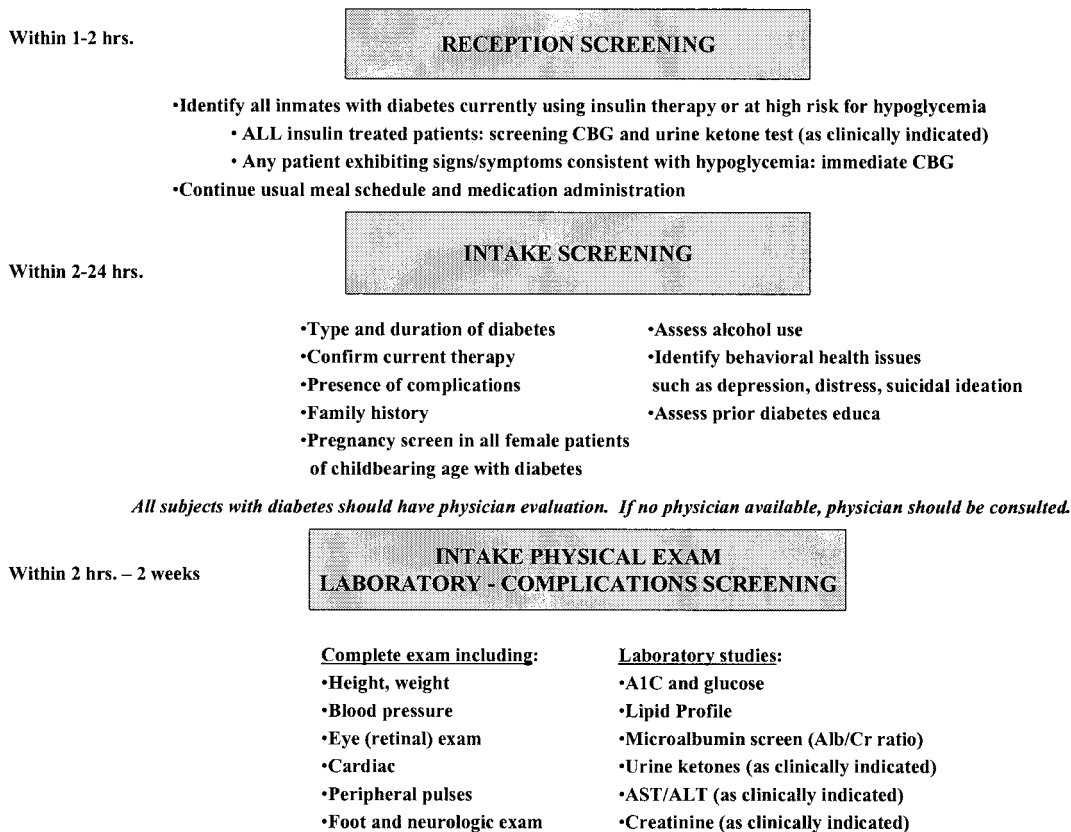 Within 1-2 hrs.
RECEPTION SCREENING
•Identify all inmates with diabetes currently using insulin therapy or at high risk for hypoglycemia
• ALL insulin treated patients: screening CBG and urine ketone test (as clinically indicated)
• Any patient exhibiting signs/symptoms consistent with hypoglycemia: immediate CBG
•Continue usual meal schedule and medication administration
Within 2-24 hrs.
INTAKE SCREENING
•Type and duration of diabetes
•Confirm current therapy
•Presence of complications
•Family history
•Pregnancy screen in all female patients
of childbearing age with diabetes
•Assess alcohol use
•Identify behavioral health issues
such as depression, distress, suicidal ideation
•Assess prior diabetes educa
All subjects with diabetes should have physician evaluation. If no physician available, physician should be consulted.
Within 2 hrs. – 2 weeks
INTAKE PHYSICAL EXAM
LABORATORY - COMPLICATIONS SCREENING
Complete exam including:
•Height, weight
•Blood pressure
•Eye (retinal) exam
•Cardiac
•Peripheral pulses
•Foot and neurologic exam
Laboratory studies:
•A1C and glucose
•Lipid Profile
•Microalbumin screen (Alb/Cr ratio)
•Urine ketones (as clinically indicated)
•AST/ALT (as clinically indicated)
•Creatinine (as clinically indicated)